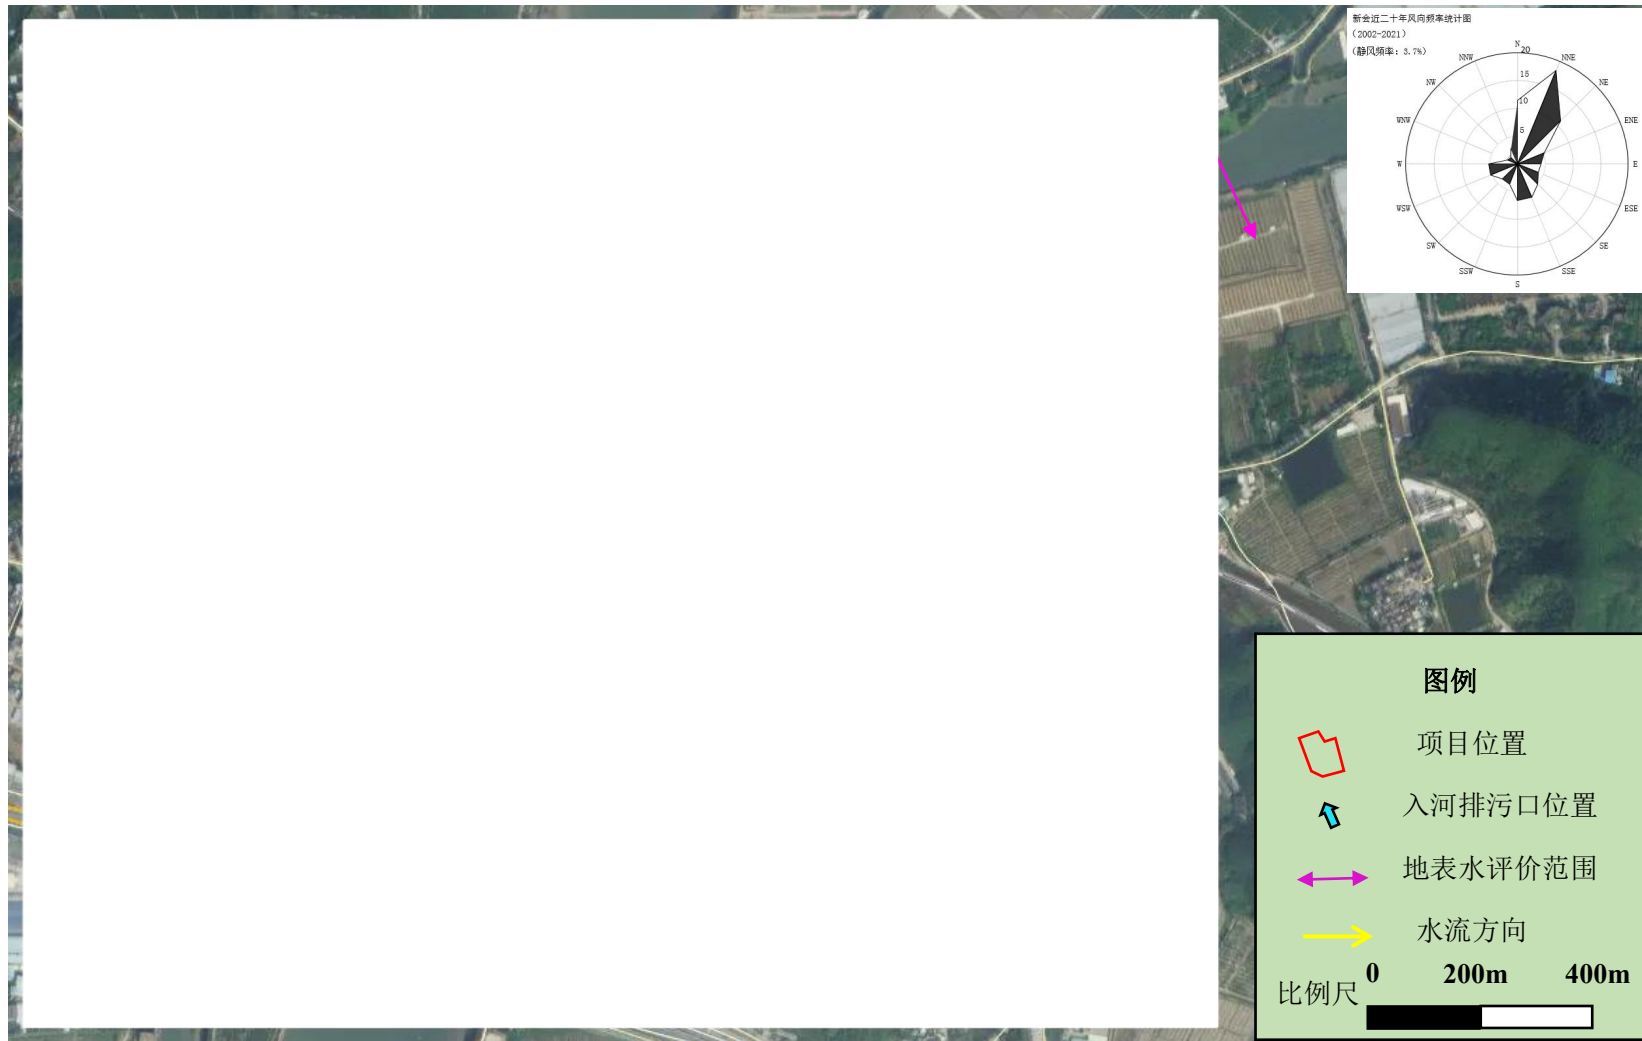 新会近二十年风向频率统计图
（2002-2021）
（静风频率：3.7%）
N
20
NNW
NNE
NW
15
NE
WNW
10
ENE
5
W
E
WSW
ESE
SW
SE
SSW
SSE
S
图例
项目位置
入河排污口位置
地表水评价范围
水流方向
0 200m 400m
比例尺